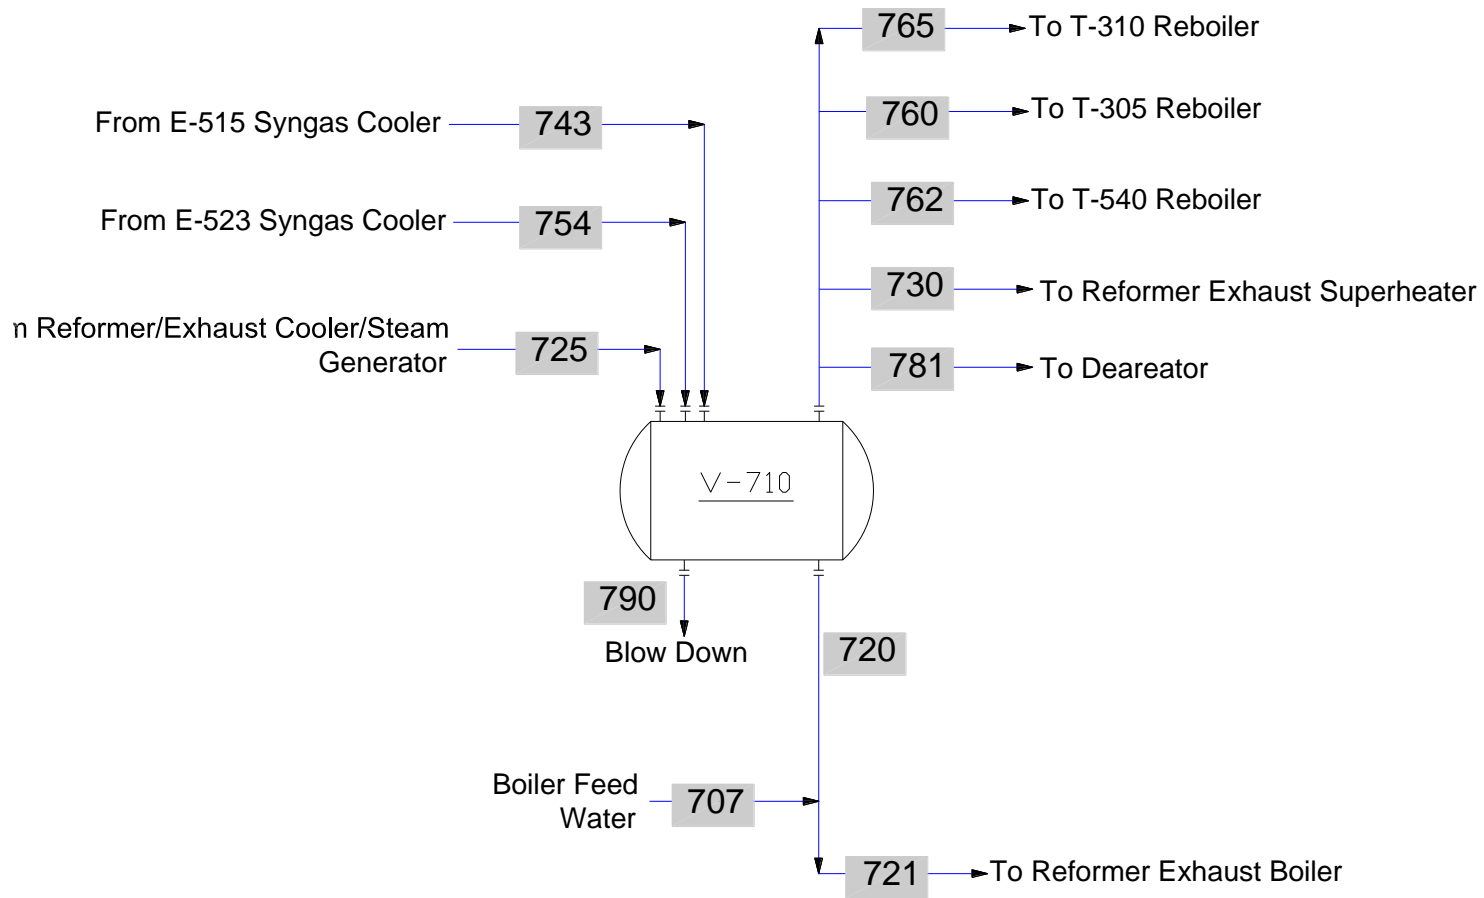 765 To T-310 Reboiler
From E-515 Syngas Cooler 743
760 To T-305 Reboiler
From E-523 Syngas Cooler 754
762 To T-540 Reboiler
730 To Reformer Exhaust Superheater
Reformer/Exhaust Cooler/Steam
Generator
725
781 To Deareator
V-710
790
Blow Down
720
Boiler Feed
Water
707
721 To Reformer Exhaust Boiler